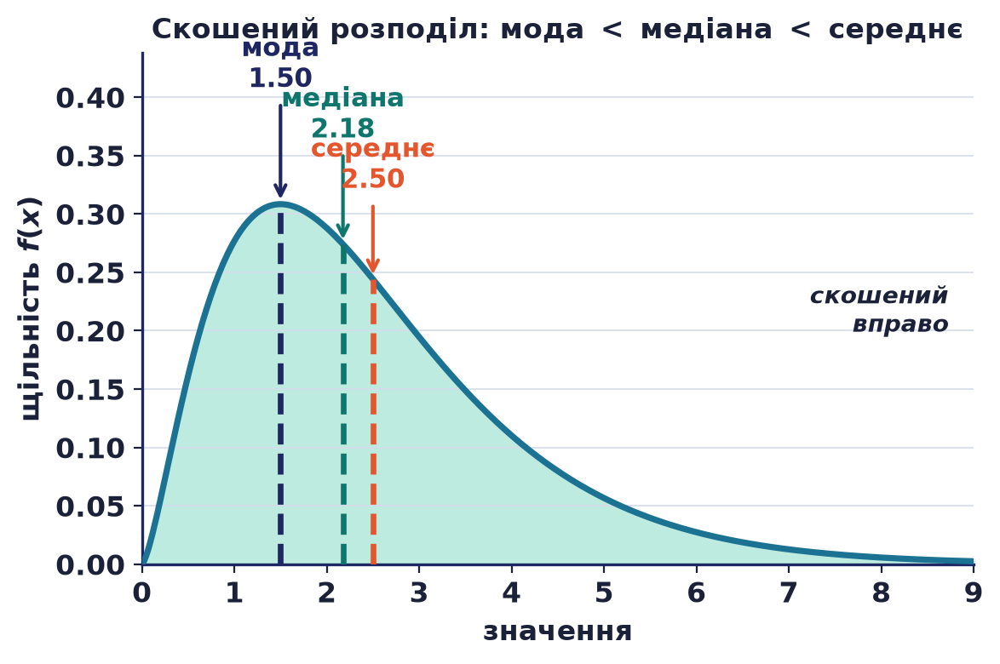 Скошений розподіл: мода < медіана < середнє
мода
1.50
медіана
2.18
середнє
2.50
скошений
вправо
щільність f(x)
0.40
0.35
0.30
0.25
0.20
0.15
0.10
0.05
0.00
0 1 2 3 4 5 6 7 8 9
значення